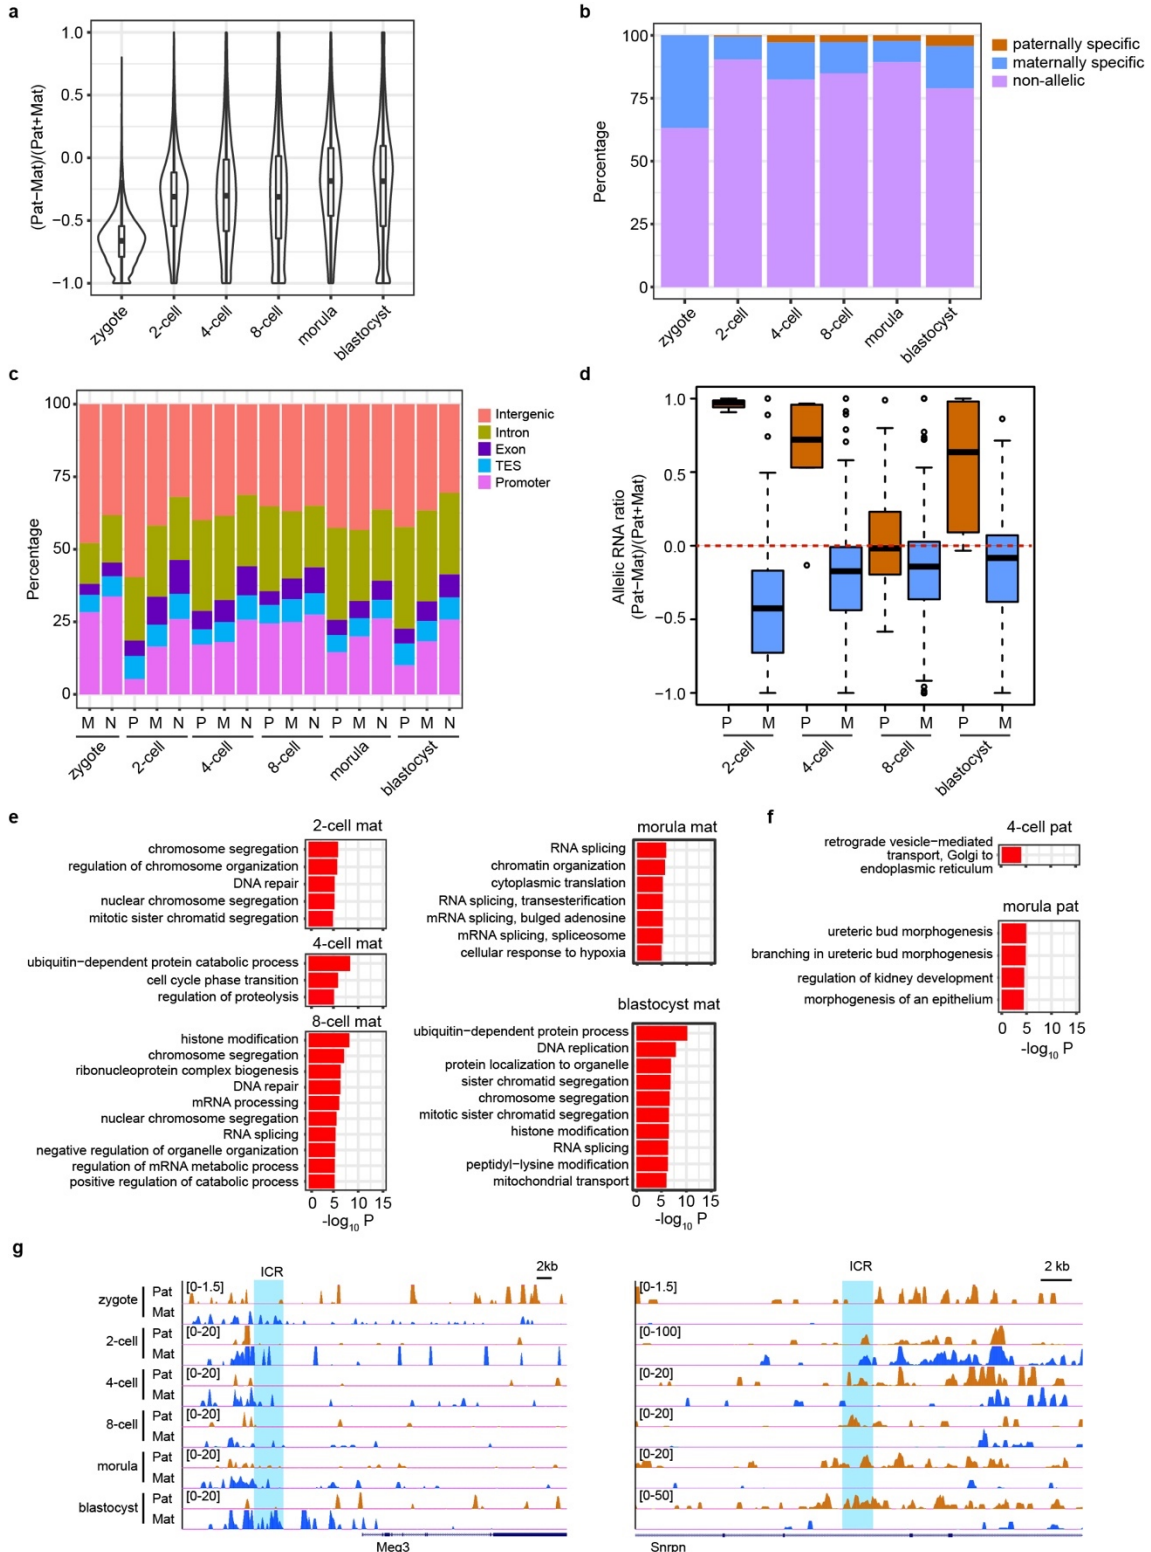 a
(Pat−Mat)/(Pat+Mat)
1.0
0.5
0.0
−0.5
−1.0
zygote
2-cell
4-cell
8-cell
morula
blastocyst
b
Percentage
100
75
50
25
0
zygote
2-cell
4-cell
8-cell
morula
blastocyst
paternally specific
maternally specific
non-allelic
c
Percentage
100
75
50
25
0
M N P M N P M N P M N P M N P M N
zygote
2-cell
4-cell
8-cell
morula
blastocyst
Intergenic
Intron
Exon
TES
Promoter
d
Allelic RNA ratio
(Pat−Mat)/(Pat+Mat)
1.0
0.5
0.0
−0.5
−1.0
P M P M P M P M
2-cell
4-cell
8-cell
blastocyst
e
2-cell mat
chromosome segregation
regulation of chromosome organization
DNA repair
nuclear chromosome segregation
mitotic sister chromatid segregation
4-cell mat
ubiquitin-dependent protein catabolic process
cell cycle phase transition
regulation of proteolysis
8-cell mat
histone modification
chromosome segregation
ribonucleoprotein complex biogenesis
DNA repair
mRNA processing
nuclear chromosome segregation
RNA splicing
negative regulation of organelle organization
regulation of mRNA metabolic process
positive regulation of catabolic process
0 5 10 15
-log10 P
morula mat
RNA splicing
chromatin organization
cytoplasmic translation
RNA splicing, transesterification
mRNA splicing, bulged adenosine
mRNA splicing, spliceosome
cellular response to hypoxia
blastocyst mat
ubiquitin-dependent protein process
DNA replication
protein localization to organelle
sister chromatid segregation
chromosome segregation
mitotic sister chromatid segregation
histone modification
RNA splicing
peptidyl−lysine modification
mitochondrial transport
0 5 10 15
-log10 P
f
4-cell pat
retrograde vesicle−mediated
transport, Golgi to
endoplasmic reticulum
morula pat
ureteric bud morphogenesis
branching in ureteric bud morphogenesis
regulation of kidney development
morphogenesis of an epithelium
0 5 10 15
-log10 P
g
ICR
2kb
zygote
Pat
[0-1.5]
Mat
2-cell
Pat
[0-20]
Mat
4-cell
Pat
[0-20]
Mat
8-cell
Pat
[0-20]
Mat
morula
Pat
[0-20]
Mat
blastocyst
Pat
[0-20]
Mat
Meg3
ICR
2 kb
[0-1.5]
[0-100]
[0-20]
[0-20]
[0-20]
[0-50]
Snrpn